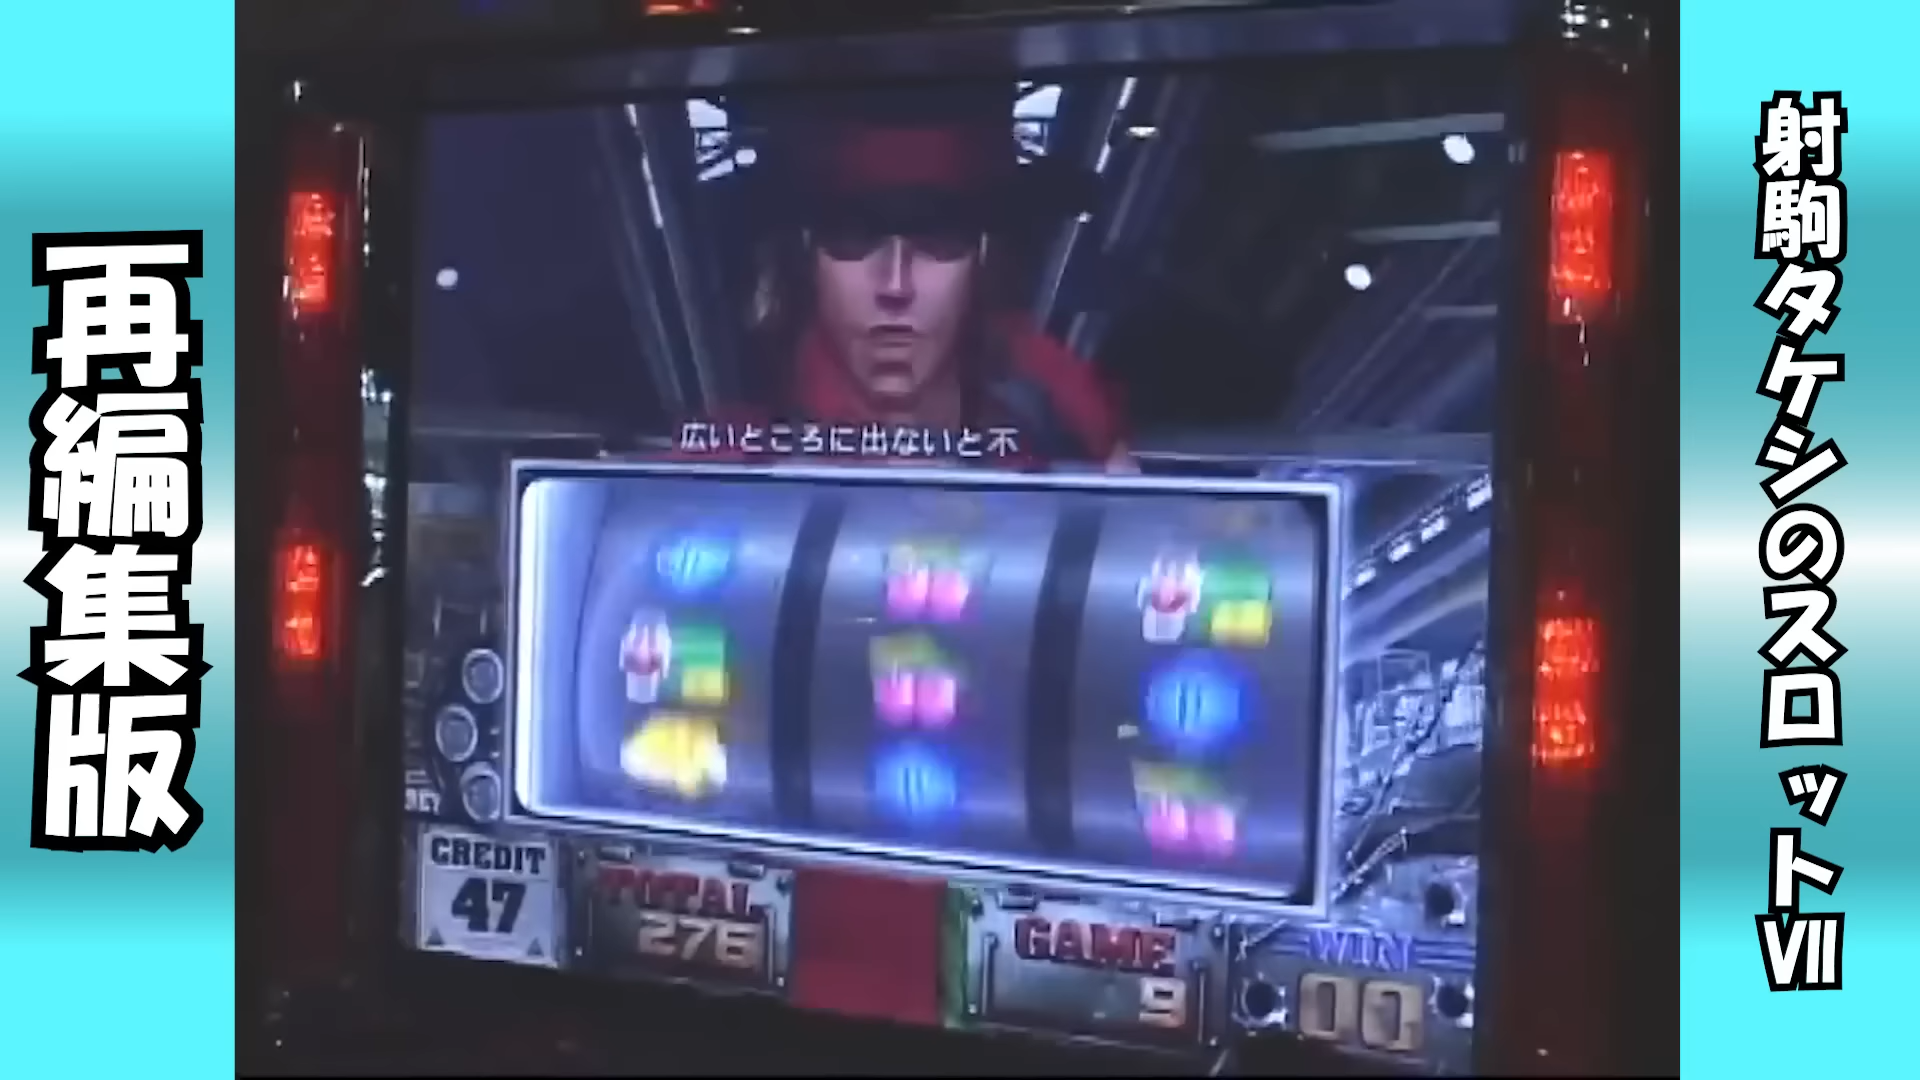 再編集版
射駒タケシのスロットⅦ
広いところに出ないと不
CREDIT
47
TOTAL
276
GAME
9
WIN
00